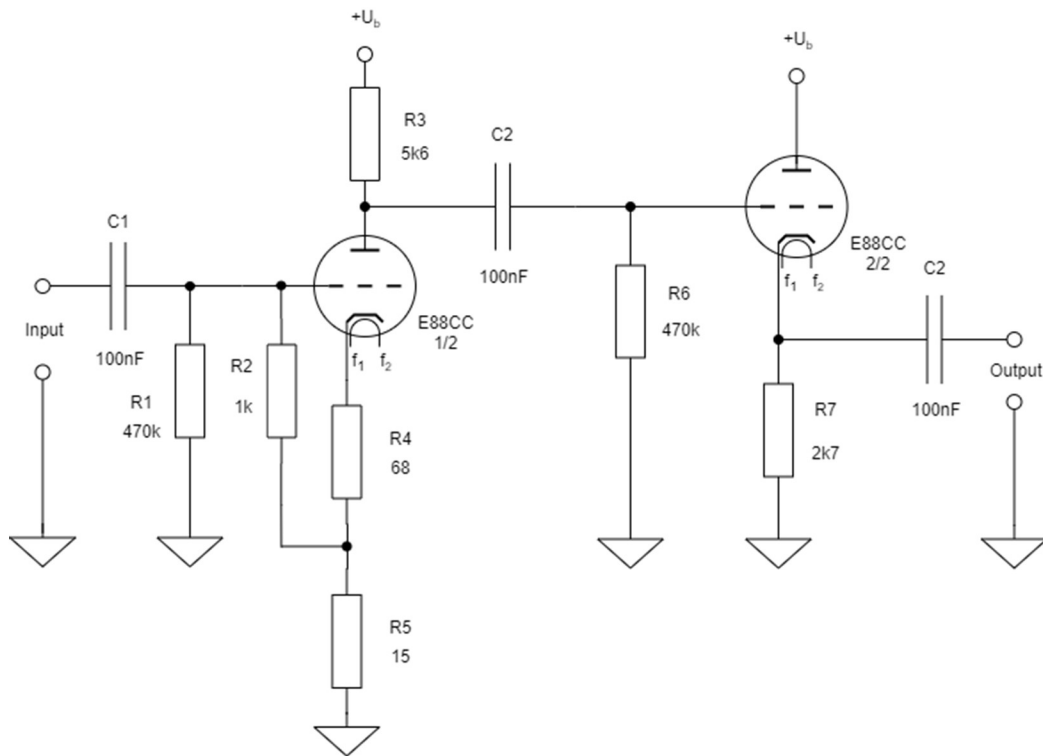 +U_b
+U_b
R3
5k6
C2
C1
100nF
E88CC
2/2
f₁ f₂
C2
R6
470k
E88CC
1/2
f₁ f₂
Input
100nF
R2
1k
R1
470k
Output
100nF
R7
2k7
R4
68
R5
15